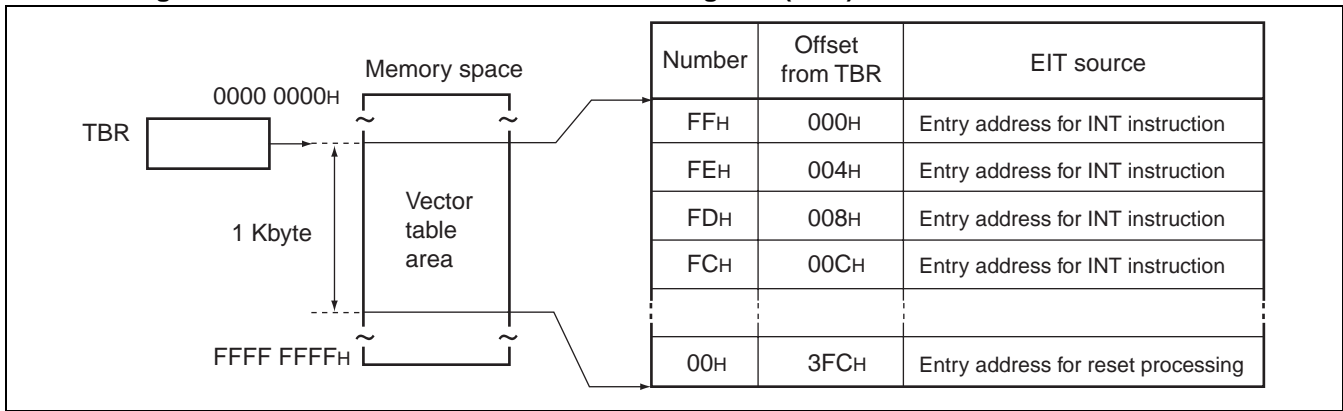 Memory space
0000 0000H
TBR
1 Kbyte
Vector
table
area
FFFF FFFFH
Number Offset from TBR EIT source
FFH 000H Entry address for INT instruction
FEH 004H Entry address for INT instruction
FDH 008H Entry address for INT instruction
FCH 00CH Entry address for INT instruction
00H 3FCH Entry address for reset processing